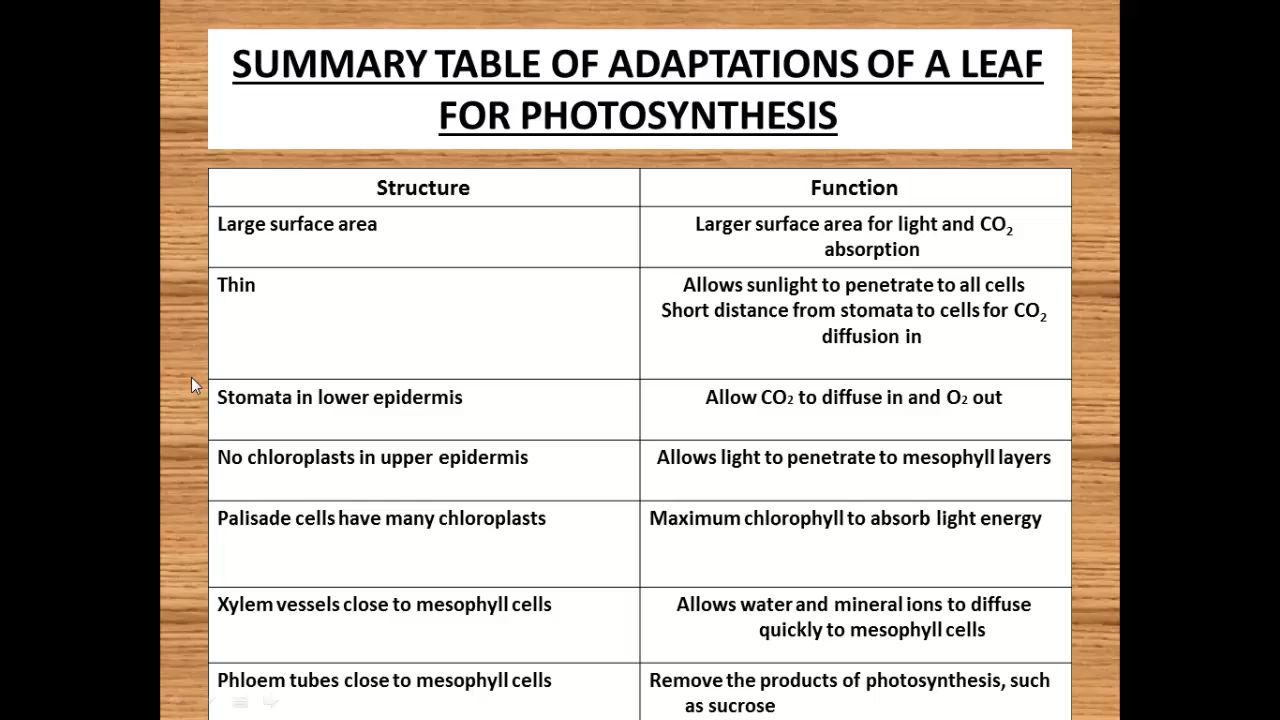 SUMMARY TABLE OF ADAPTATIONS OF A LEAF
FOR PHOTOSYNTHESIS
Structure
Function
Large surface area
Larger surface area for light and CO₂
absorption
Thin
Allows sunlight to penetrate to all cells
Short distance from stomata to cells for CO₂
diffusion in
Stomata in lower epidermis
Allow CO₂ to diffuse in and O₂ out
No chloroplasts in upper epidermis
Allows light to penetrate to mesophyll layers
Palisade cells have many chloroplasts
Maximum chlorophyll to absorb light energy
Xylem vessels close to mesophyll cells
Allows water and mineral ions to diffuse
quickly to mesophyll cells
Phloem tubes close to mesophyll cells
Remove the products of photosynthesis, such
as sucrose